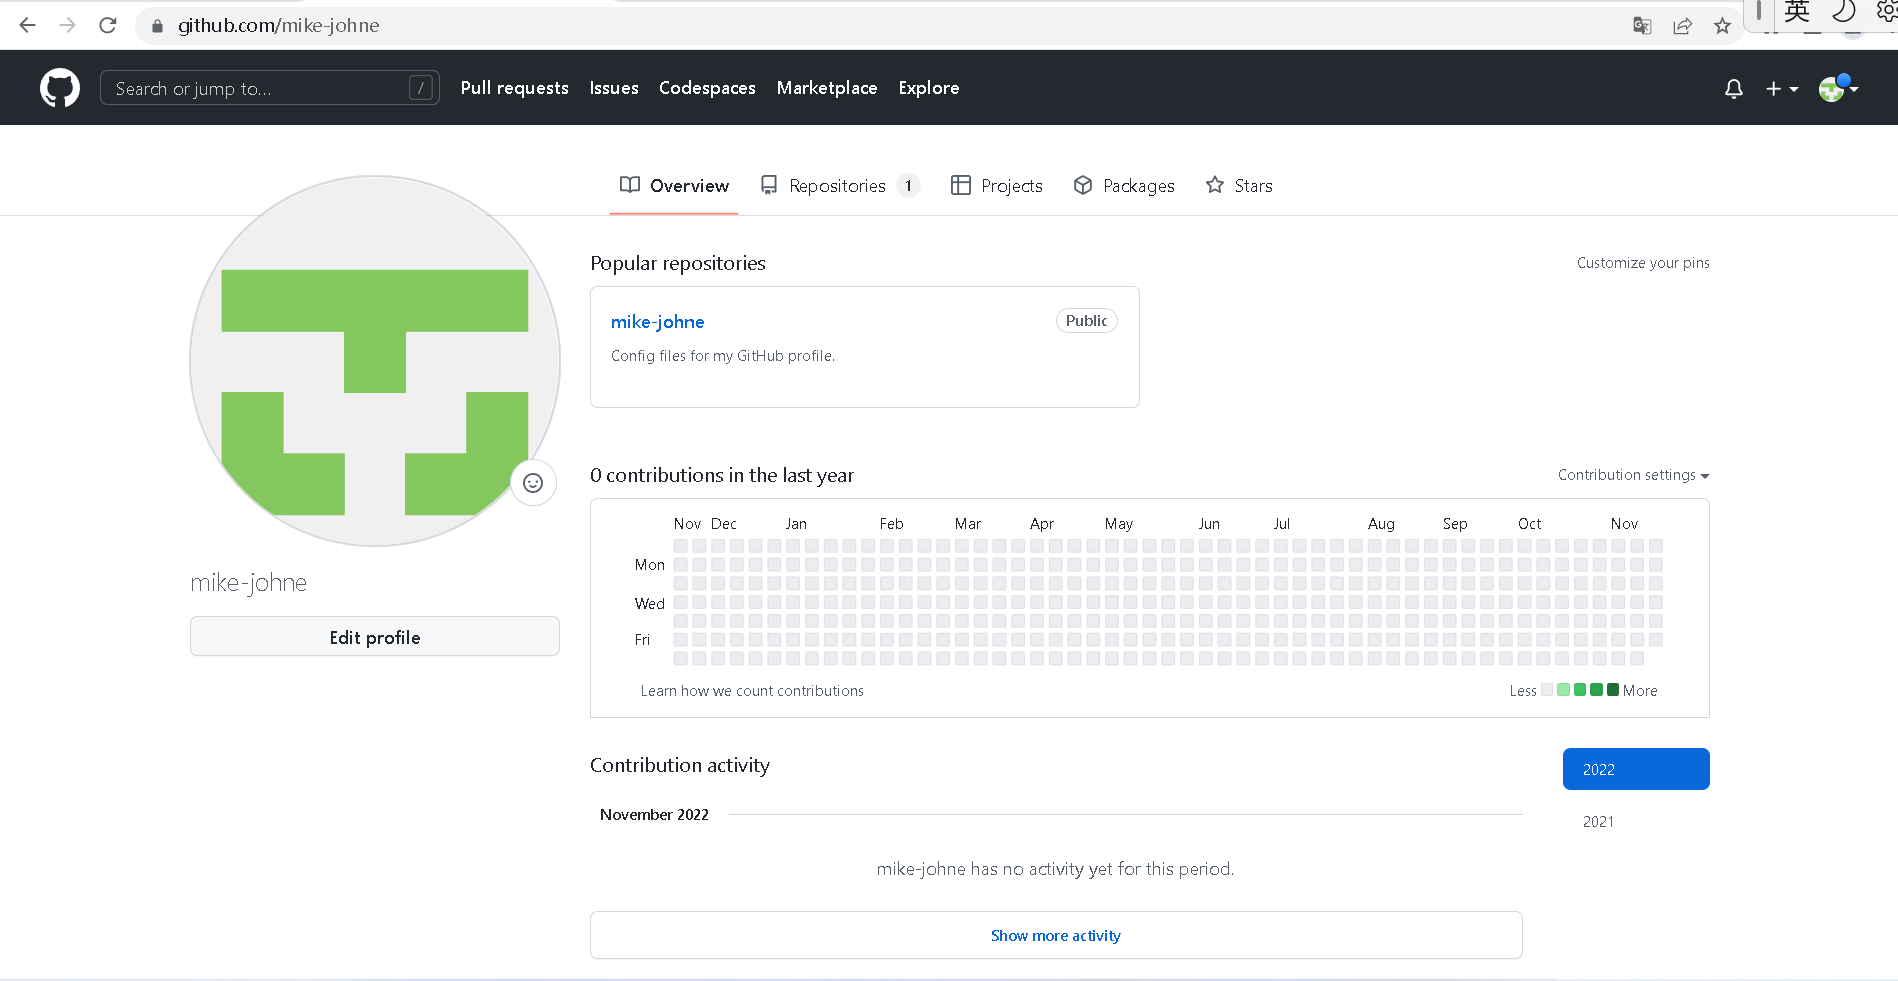 github.com/mike-johne
英
Search or jump to... /
Pull requests Issues Codespaces Marketplace Explore
Overview Repositories 1 Projects Packages Stars
Popular repositories
Customize your pins
mike-johne
Public
Config files for my GitHub profile.
mike-johne
Edit profile
0 contributions in the last year
Contribution settings
Nov Dec Jan Feb Mar Apr May Jun Jul Aug Sep Oct Nov
Mon
Wed
Fri
Learn how we count contributions
Less More
Contribution activity
2022
2021
November 2022
mike-johne has no activity yet for this period.
Show more activity